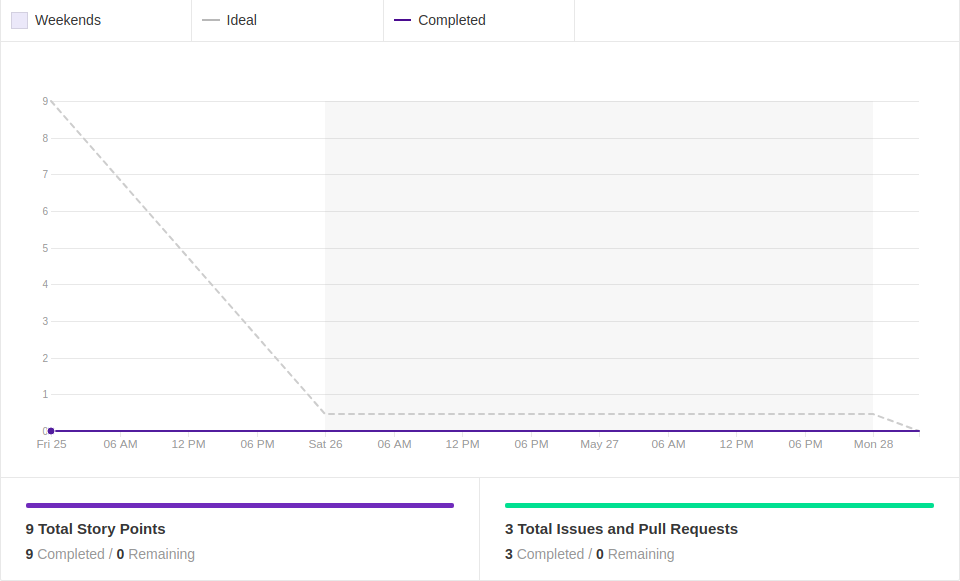 Weekends
Ideal
Completed
9
8
7
6
5
4
3
2
1
0
Fri 25 06 AM 12 PM 06 PM Sat 26 06 AM 12 PM 06 PM May 27 06 AM 12 PM 06 PM Mon 28
9 Total Story Points
9 Completed / 0 Remaining
3 Total Issues and Pull Requests
3 Completed / 0 Remaining